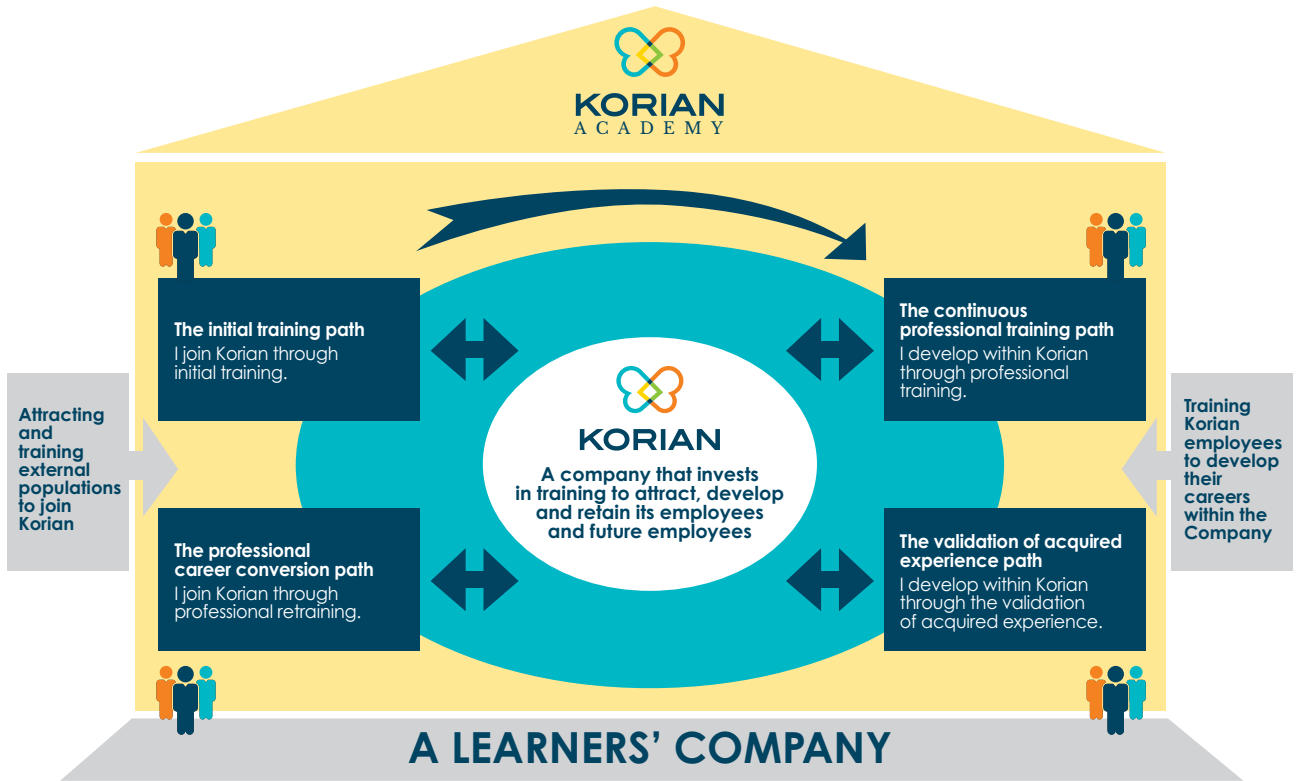 KORIAN
ACADEMY
The initial training path
I join Korian through
initial training.
The continuous
professional training path
I develop within Korian
through professional
training.
Attracting
and
training
external
populations
to join
Korian
KORIAN
A company that invests
in training to attract, develop
and retain its employees
and future employees
Training
Korian
employees
to develop
their
careers
within the
Company
The professional
career conversion path
I join Korian through
professional retraining.
The validation of acquired
experience path
I develop within Korian
through the validation
of acquired experience.
A LEARNERS’ COMPANY